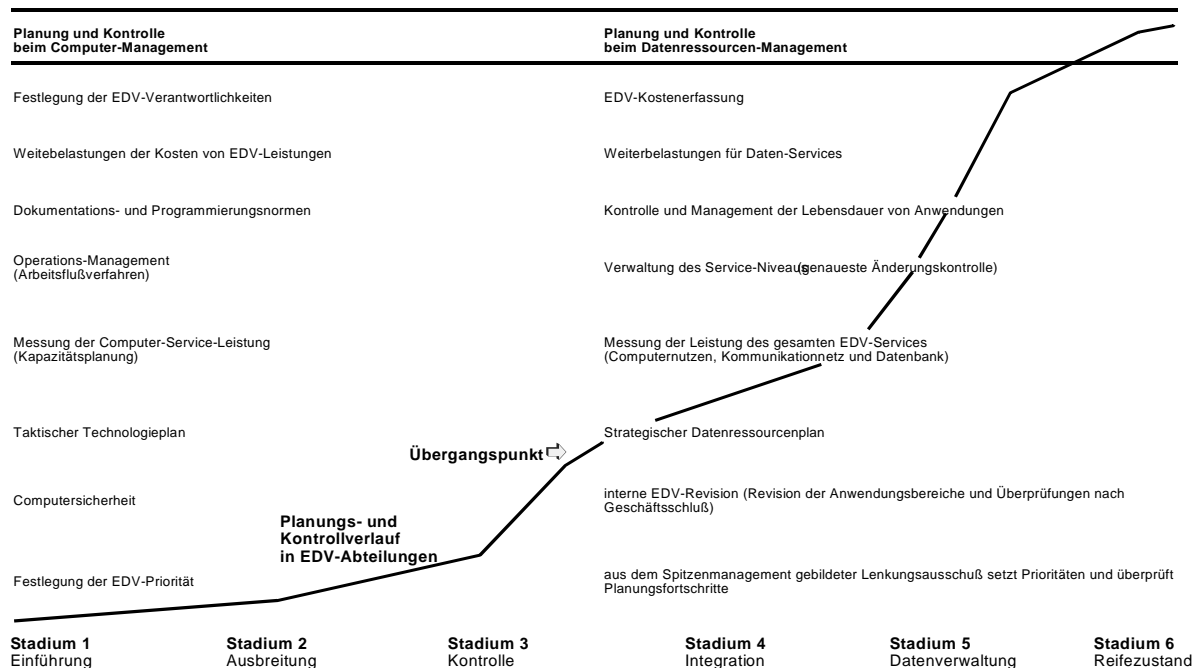 Planung und Kontrolle
beim Computer-Management
Planung und Kontrolle
beim Datenressourcen-Management
Festlegung der EDV-Verantwortlichkeiten
EDV-Kostenerfassung
Weitebelastungen der Kosten von EDV-Leistungen
Weiterbelastungen für Daten-Services
Dokumentations- und Programmierungsnormen
Kontrolle und Management der Lebensdauer von Anwendungen
Operations-Management
(Arbeitsflußverfahren)
Verwaltung des Service-Niveaus (genaueste Änderungskontrolle)
Messung der Computer-Service-Leistung
(Kapazitätsplanung)
Messung der Leistung des gesamten EDV-Services
(Computernutzen, Kommunikationnetz und Datenbank)
Taktischer Technologieplan
Strategischer Datenressourcenplan
Übergangspunkt
Computersicherheit
interne EDV-Revision (Revision der Anwendungsbereiche und Überprüfungen nach
Geschäftsschluß)
Planungs- und
Kontrollverlauf
in EDV-Abteilungen
Festlegung der EDV-Priorität
aus dem Spitzenmanagement gebildeter Lenkungsausschuß setzt Prioritäten und überprüft
Planungsfortschritte
Stadium 1
Einführung
Stadium 2
Ausbreitung
Stadium 3
Kontrolle
Stadium 4
Integration
Stadium 5
Datenverwaltung
Stadium 6
Reifezustand